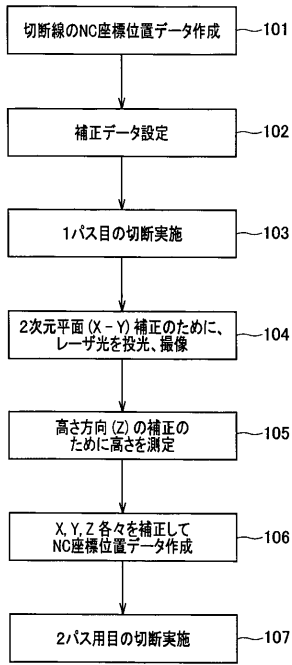 切断線のNC座標位置データ作成
101
補正データ設定
102
1パス目の切断実施
103
2次元平面(X-Y)補正のために、
レーザ光を投光、撮像
104
高さ方向(Z)の補正の
ために高さを測定
105
X,Y,Z 各々を補正して
NC座標位置データ作成
106
2パス用目の切断実施
107